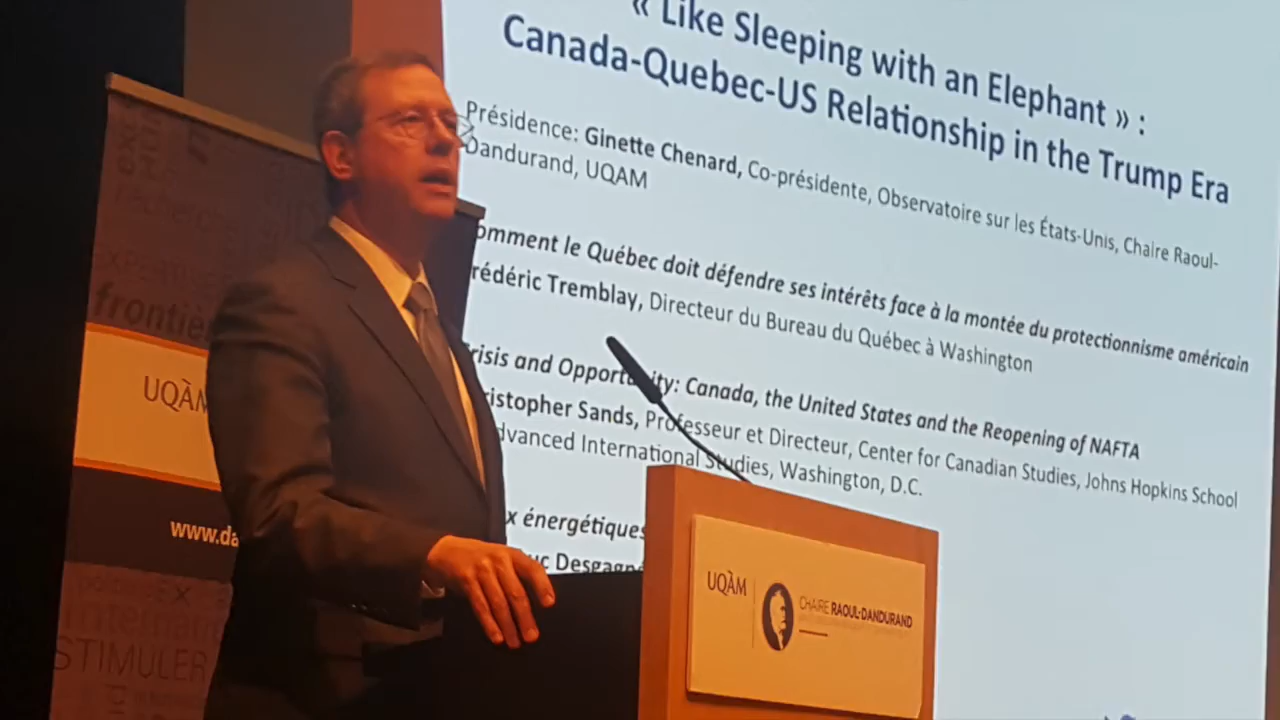 « Like Sleeping with an Elephant » :
Canada-Quebec-US Relationship in the Trump Era
Présidence: Ginette Chenard, Co-présidente, Observatoire sur les États-Unis, Chaire Raoul-
Dandurand, UQAM
omment le Québec doit défendre ses intérêts face à la montée du protectionnisme américain
rédéric Tremblay, Directeur du Bureau du Québec à Washington
risis and Opportunity: Canada, the United States and the Reopening of NAFTA
ristopher Sands, Professeur et Directeur, Center for Canadian Studies, Johns Hopkins School
dvanced International Studies, Washington, D.C.
x énergétiques
uc Desgagn
frontiè
UQÀM
www.da
STIMULER
UQÀM
CHAIRE RAOUL-DANDURAND